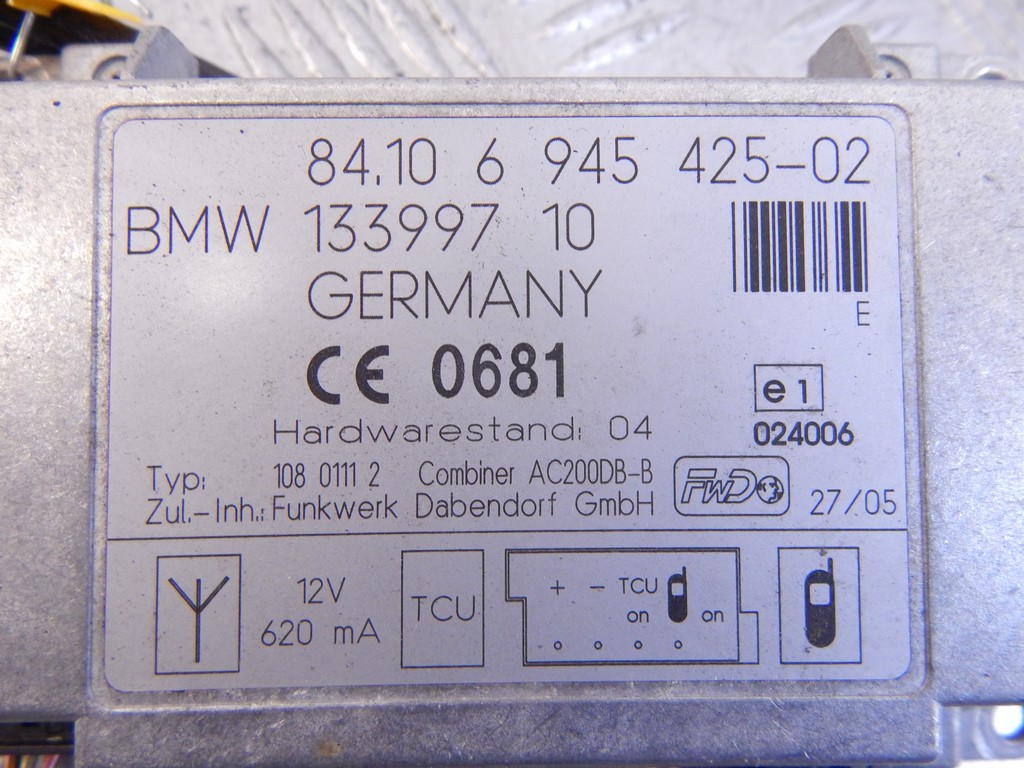 84.10 6 945 425-02
BMW 133997 10
GERMANY
E
CE 0681
e1
024006
Hardwarestand: 04
Typ: 108 0111 2 Combiner AC200DB-B
Zul.-Inh.: Funkwerk Dabendorf GmbH
FWD
27/05
12V
620 mA
TCU
+ - TCU
on on